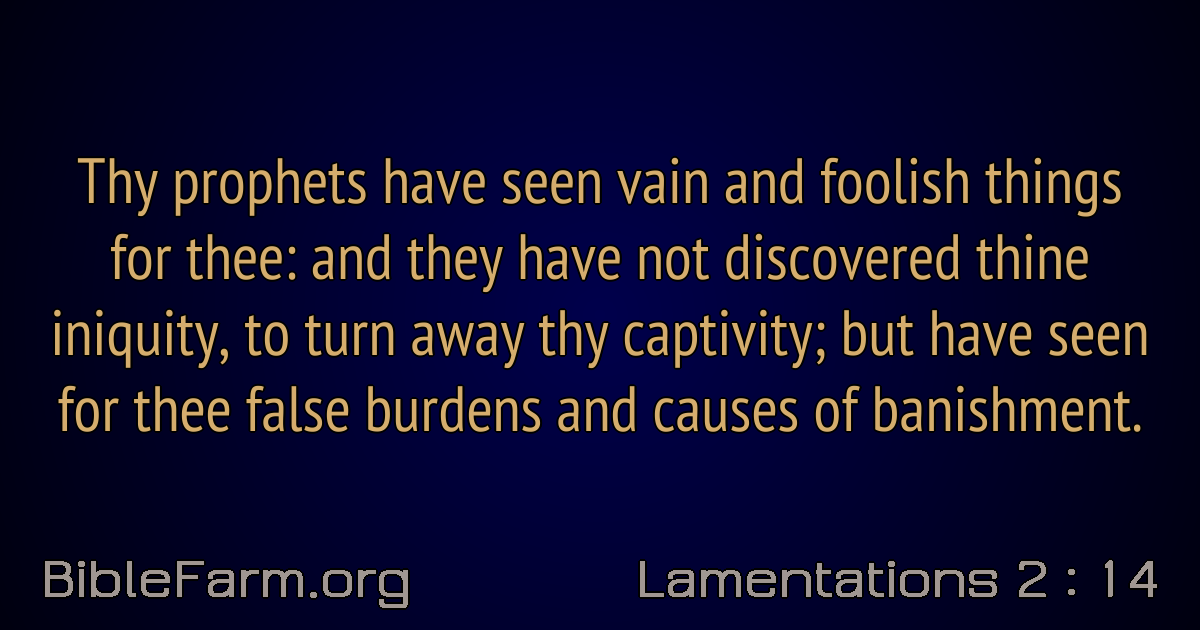 Thy prophets have seen vain and foolish things
for thee: and they have not discovered thine
iniquity, to turn away thy captivity; but have seen
for thee false burdens and causes of banishment.
BibleFarm.org
Lamentations 2 : 14